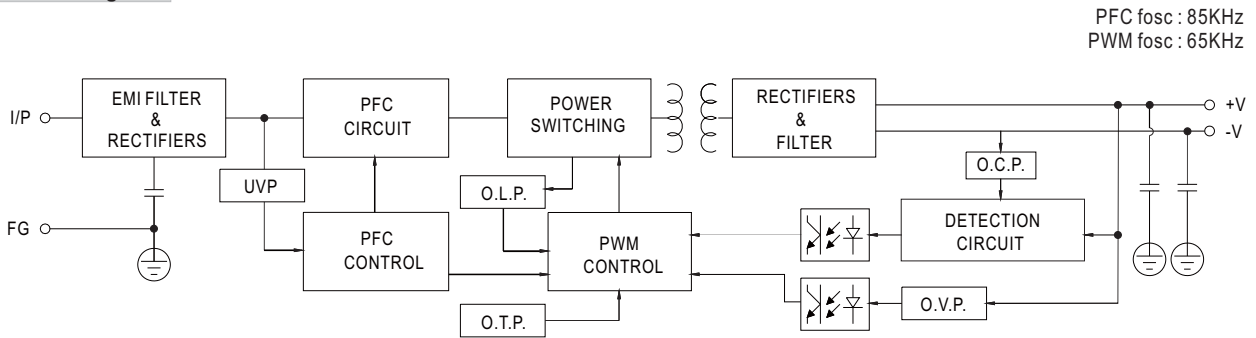 PFC fosc : 85KHz
PWM fosc : 65KHz
I/P
EMI FILTER
&
RECTIFIERS
PFC
CIRCUIT
POWER
SWITCHING
RECTIFIERS
&
FILTER
+V
-V
UVP
O.L.P.
O.C.P.
FG
PFC
CONTROL
PWM
CONTROL
DETECTION
CIRCUIT
O.T.P.
O.V.P.